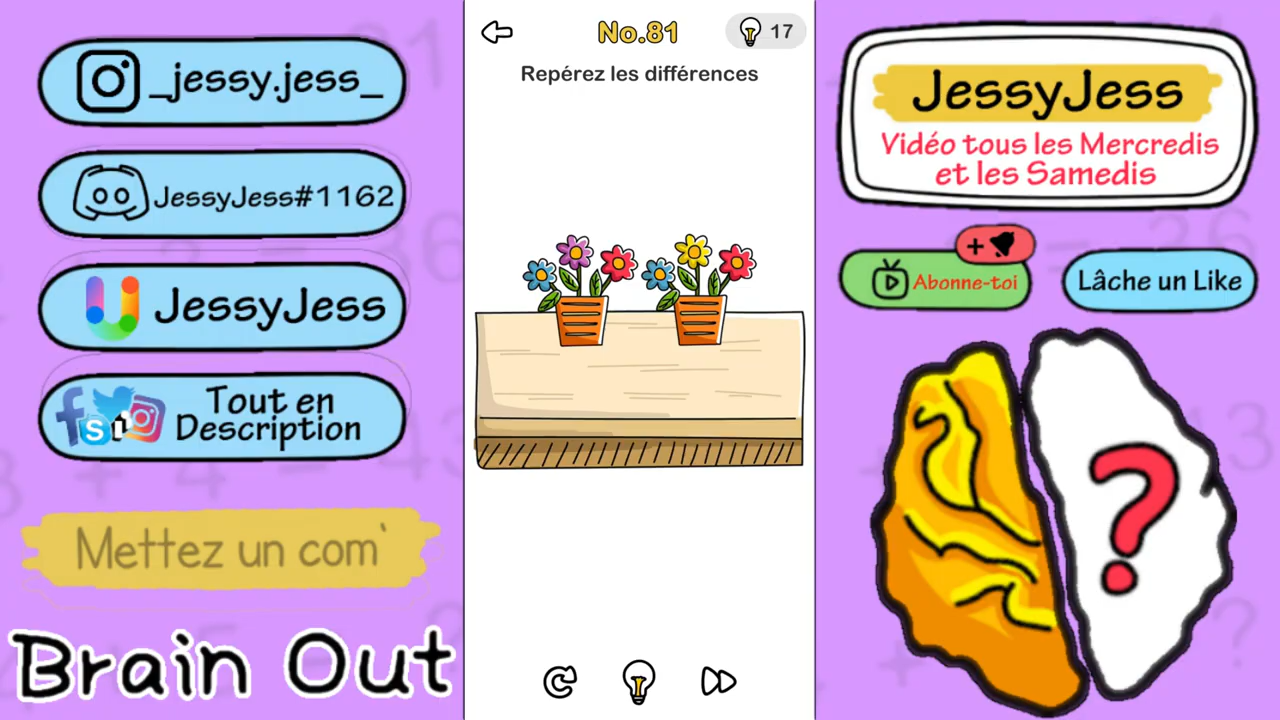 _jessy.jess_
JessyJess#1162
JessyJess
Tout en
Description
Mettez un com`
Brain Out
No.81
17
Repérez les différences
JessyJess
Vidéo tous les Mercredis
et les Samedis
+
Abonne-toi
Lâche un Like
?